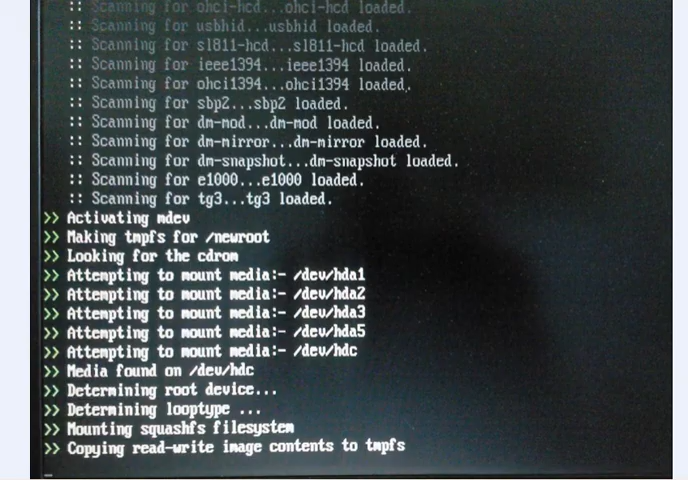 :: Scanning for ohci-hcd...ohci-hcd loaded.
:: Scanning for usbhid...usbhid loaded.
:: Scanning for sl811-hcd...sl811-hcd loaded.
:: Scanning for ieee1394...ieee1394 loaded.
:: Scanning for ohci1394...ohci1394 loaded.
:: Scanning for sbp2...sbp2 loaded.
:: Scanning for dm-mod...dm-mod loaded.
:: Scanning for dm-mirror...dm-mirror loaded.
:: Scanning for dm-snapshot...dm-snapshot loaded.
:: Scanning for e1000...e1000 loaded.
:: Scanning for tg3...tg3 loaded.
>> Activating mdev
>> Making tmpfs for /newroot
>> Looking for the cdrom
>> Attempting to mount media:- /dev/hda1
>> Attempting to mount media:- /dev/hda2
>> Attempting to mount media:- /dev/hda3
>> Attempting to mount media:- /dev/hda5
>> Attempting to mount media:- /dev/hdc
>> Media found on /dev/hdc
>> Determining root device...
>> Determining looptype ...
>> Mounting squashfs filesystem
>> Copying read-write image contents to tmpfs